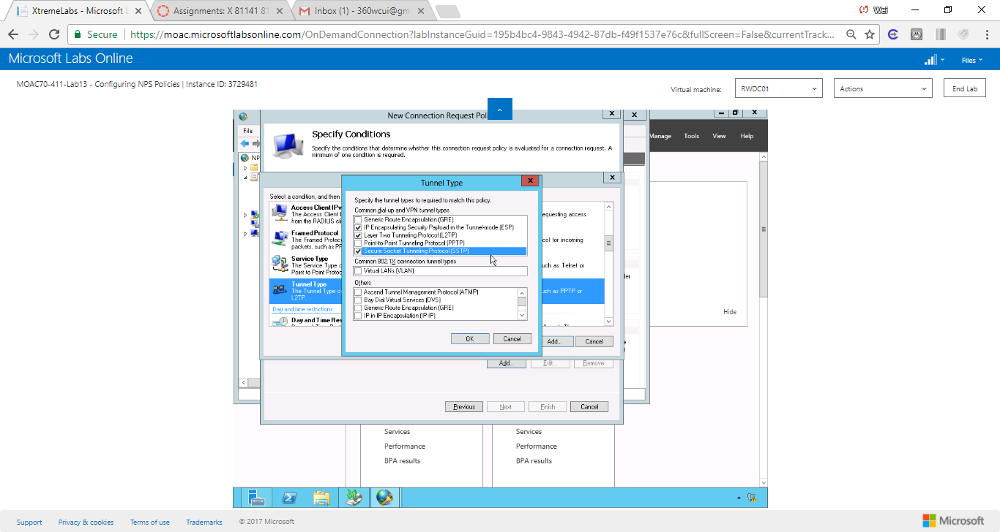 XtremeLabs - Microsoft L
Assignments: X 81141 81
Inbox (1) - 360wcui@gm
Wei
Secure
https://moac.microsoftlabsonline.com/OnDemandConnection?labInstanceGuid=195b4bc4-9843-4942-87db-f49f1537e76c&fullScreen=False&currentTrack...
Microsoft Labs Online
Files
MOAC70-411-Lab13 - Configuring NPS Policies | Instance ID: 3729481
Virtual machine:
RWDC01
Actions
End Lab
New Connection Request Pol
File
Manage
Tools
View
Help
Specify Conditions
Specify the conditions that determine whether this connection request policy is evaluated for a connection request. A
minimum of one condition is required.
NP
Tunnel Type
Select a condition, and then
Access Client IPv
The Access Client I
from the RADIUS cli
equesting access
Framed Protocol
The Framed Protoco
packets, such as PP
col for incoming
Service Type
The Service Type c
Point to Point Protoc
uch as Telnet or
Tunnel Type
The Tunnel Type c
L2TP.
uch as PPTP or
Day and time restrictions
Day and Time Res
Specify the tunnel types to required to match this policy.
Common dial-up and VPN tunnel types
Generic Route Encapsulation (GRE)
IP Encapsulating Security Payload in the Tunnel-mode (ESP)
Layer Two Tunneling Protocol (L2TP)
Point-to-Point Tunneling Protocol (PPTP)
Secure Socket Tunneling Protocol (SSTP)
Common 802.1X connection tunnel types
Virtual LANs (VLAN)
Others
Ascend Tunnel Management Protocol (ATMP)
Bay Dial Virtual Services (DVS)
Generic Route Encapsulation (GRE)
IP-in-IP Encapsulation (IP-IP)
OK
Cancel
Add...
Cancel
der
Hide
Add...
Edit...
Remove
Previous
Next
Finish
Cancel
Services
Performance
BPA results
Services
Performance
BPA results
Support
Privacy & cookies
Terms of use
Trademarks
© 2017 Microsoft
Microsoft